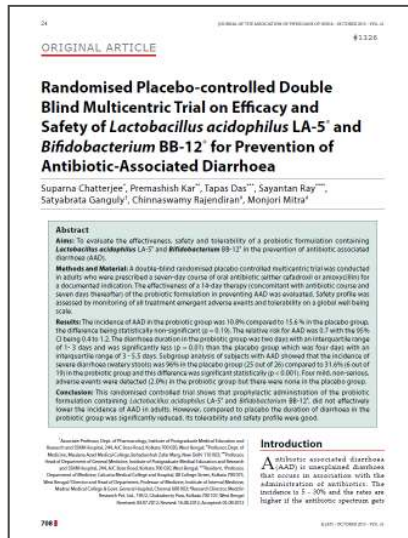 24
JOURNAL OF THE ASSOCIATION OF PHYSICIANS OF INDIA • OCTOBER 2013 • VOL. 61
#1326
ORIGINAL ARTICLE
Randomised Placebo-controlled Double
Blind Multicentric Trial on Efficacy and
Safety of Lactobacillus acidophilus LA-5® and
Bifidobacterium BB-12® for Prevention of
Antibiotic-Associated Diarrhoea
Suparna Chatterjee*, Premashish Kar**, Tapas Das***, Sayantan Ray****,
Satyabrata Ganguly, Chinnaswamy Rajendiran, Monjori Mitra
Abstract
Aims: To evaluate the effectiveness, safety and tolerability of a probiotic formulation containing
Lactobacillus acidophilus LA-5® and Bifidobacterium BB-12® in the prevention of antibiotic associated
diarrhoea (AAD).
Methods and Material: A double-blind randomised placebo controlled multicentric trial was conducted
in adults who were prescribed a seven-day course of oral antibiotic (either cefadroxil or amoxycillin) for
a documented indication. The effectiveness of a 14-day therapy (concomitant with antibiotic course and
seven days thereafter) of the probiotic formulation in preventing AAD was evaluated. Safety profile was
assessed by monitoring of all treatment emergent adverse events and tolerability on a global well-being
scale.
Results: The incidence of AAD in the probiotic group was 10.8% compared to 15.6% in the placebo group,
the difference being statistically non-significant (p = 0.19). The relative risk for AAD was 0.7 with the 95%
CI being 0.4 to 1.2. The diarrhoea duration in the probiotic group was two days with an interquartile range
of 1- 3 days and was significantly less (p = 0.01) than the placebo group which was four days with an
interquartile range of 3 - 5.5 days. Subgroup analysis of subjects with AAD showed that the incidence of
severe diarrhoea (watery stools) was 96% in the placebo group (25 out of 26) compared to 31.6% (6 out of
19) in the probiotic group and this difference was significant statistically (p < 0.001). Four mild, non-serious,
adverse events were detected (2.0%) in the probiotic group but there were none in the placebo group.
Conclusion: This randomised controlled trial shows that prophylactic administration of the probiotic
formulation containing Lactobacillus acidophilus LA-5® and Bifidobacterium BB-12®, did not effectively
lower the incidence of AAD in adults. However, compared to placebo the duration of diarrhoea in the
probiotic group was significantly reduced. Its tolerability and safety profile were good.
Introduction
Antibiotic associated diarrhoea
(AAD) is unexplained diarrhoea
that occurs in association with the
administration of antibiotics. The
incidence is 5 – 30% and the rates are
higher if the antibiotic spectrum gets
708
© JAPI • OCTOBER 2013 • VOL. 61